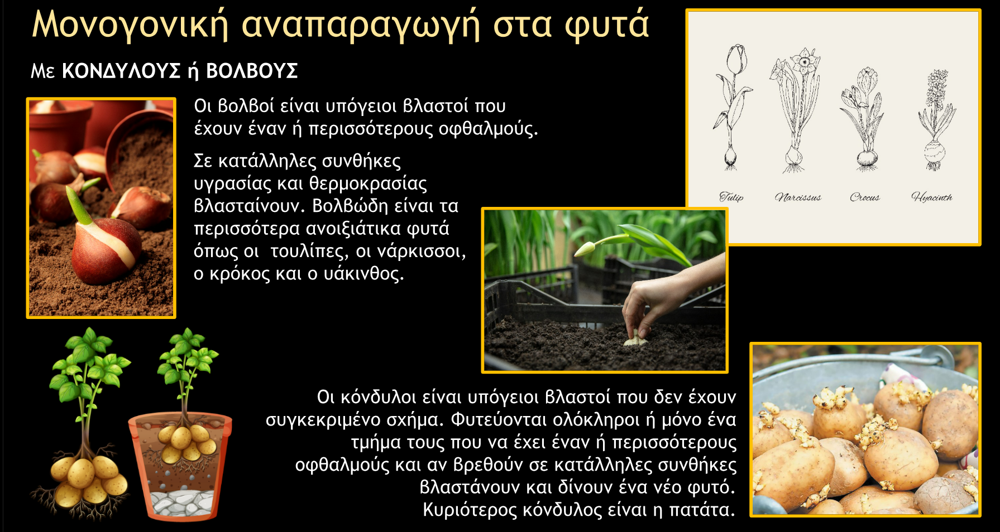 Μονογονική αναπαραγωγή στα φυτά
Με ΚΟΝΔΥΛΟΥΣ ή ΒΟΛΒΟΥΣ
Οι βολβοί είναι υπόγειοι βλαστοί που
έχουν έναν ή περισσότερους οφθαλμούς.
Σε κατάλληλες συνθήκες
υγρασίας και θερμοκρασίας
βλασταίνουν. Βολβώδη είναι τα
περισσότερα ανοιξιάτικα φυτά
όπως οι  τουλίπες, οι νάρκισσοι,
ο κρόκος και ο υάκινθος.
Tulip Narcissus Crocus Hyacinth
Οι κόνδυλοι είναι υπόγειοι βλαστοί που δεν έχουν
συγκεκριμένο σχήμα. Φυτεύονται ολόκληροι ή μόνο ένα
τμήμα τους που να έχει έναν ή περισσότερους
οφθαλμούς και αν βρεθούν σε κατάλληλες συνθήκες
βλαστάνουν και δίνουν ένα νέο φυτό.
Κυριότερος κόνδυλος είναι η πατάτα.